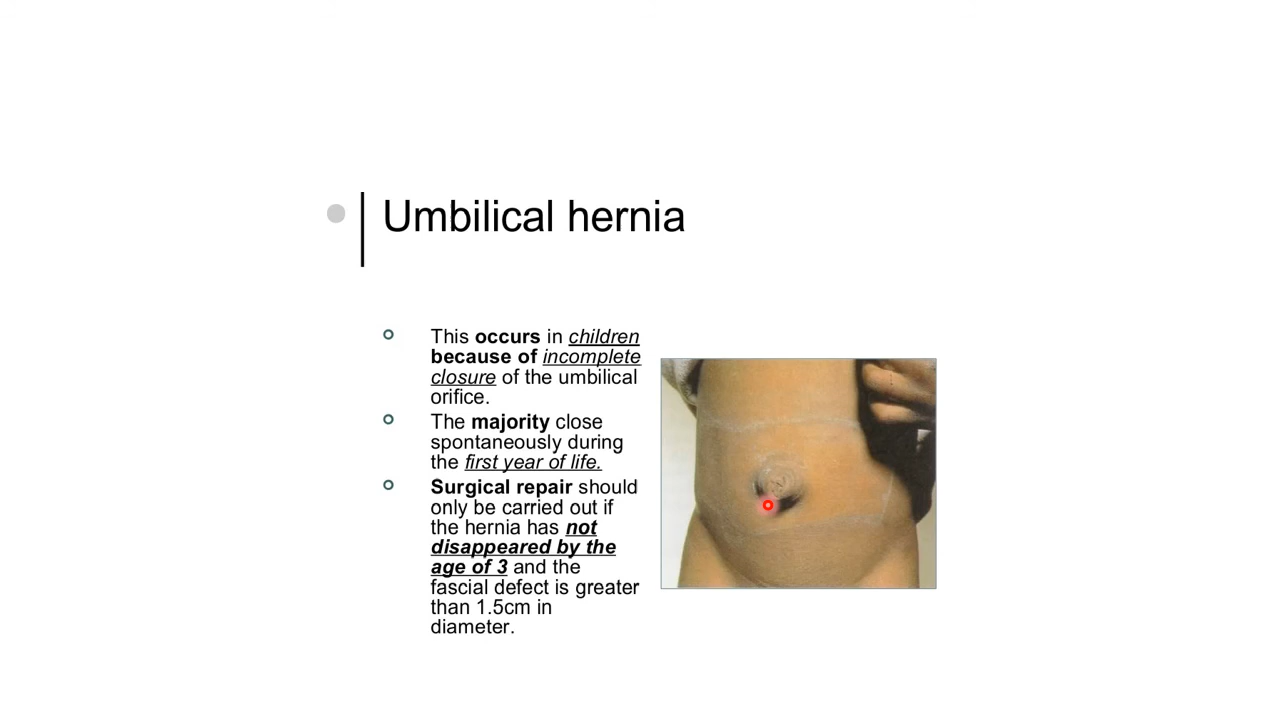 Umbilical hernia
This occurs in children
because of incomplete
closure of the umbilical
orifice.
The majority close
spontaneously during
the first year of life.
Surgical repair should
only be carried out if
the hernia has not
disappeared by the
age of 3 and the
fascial defect is greater
than 1.5cm in
diameter.